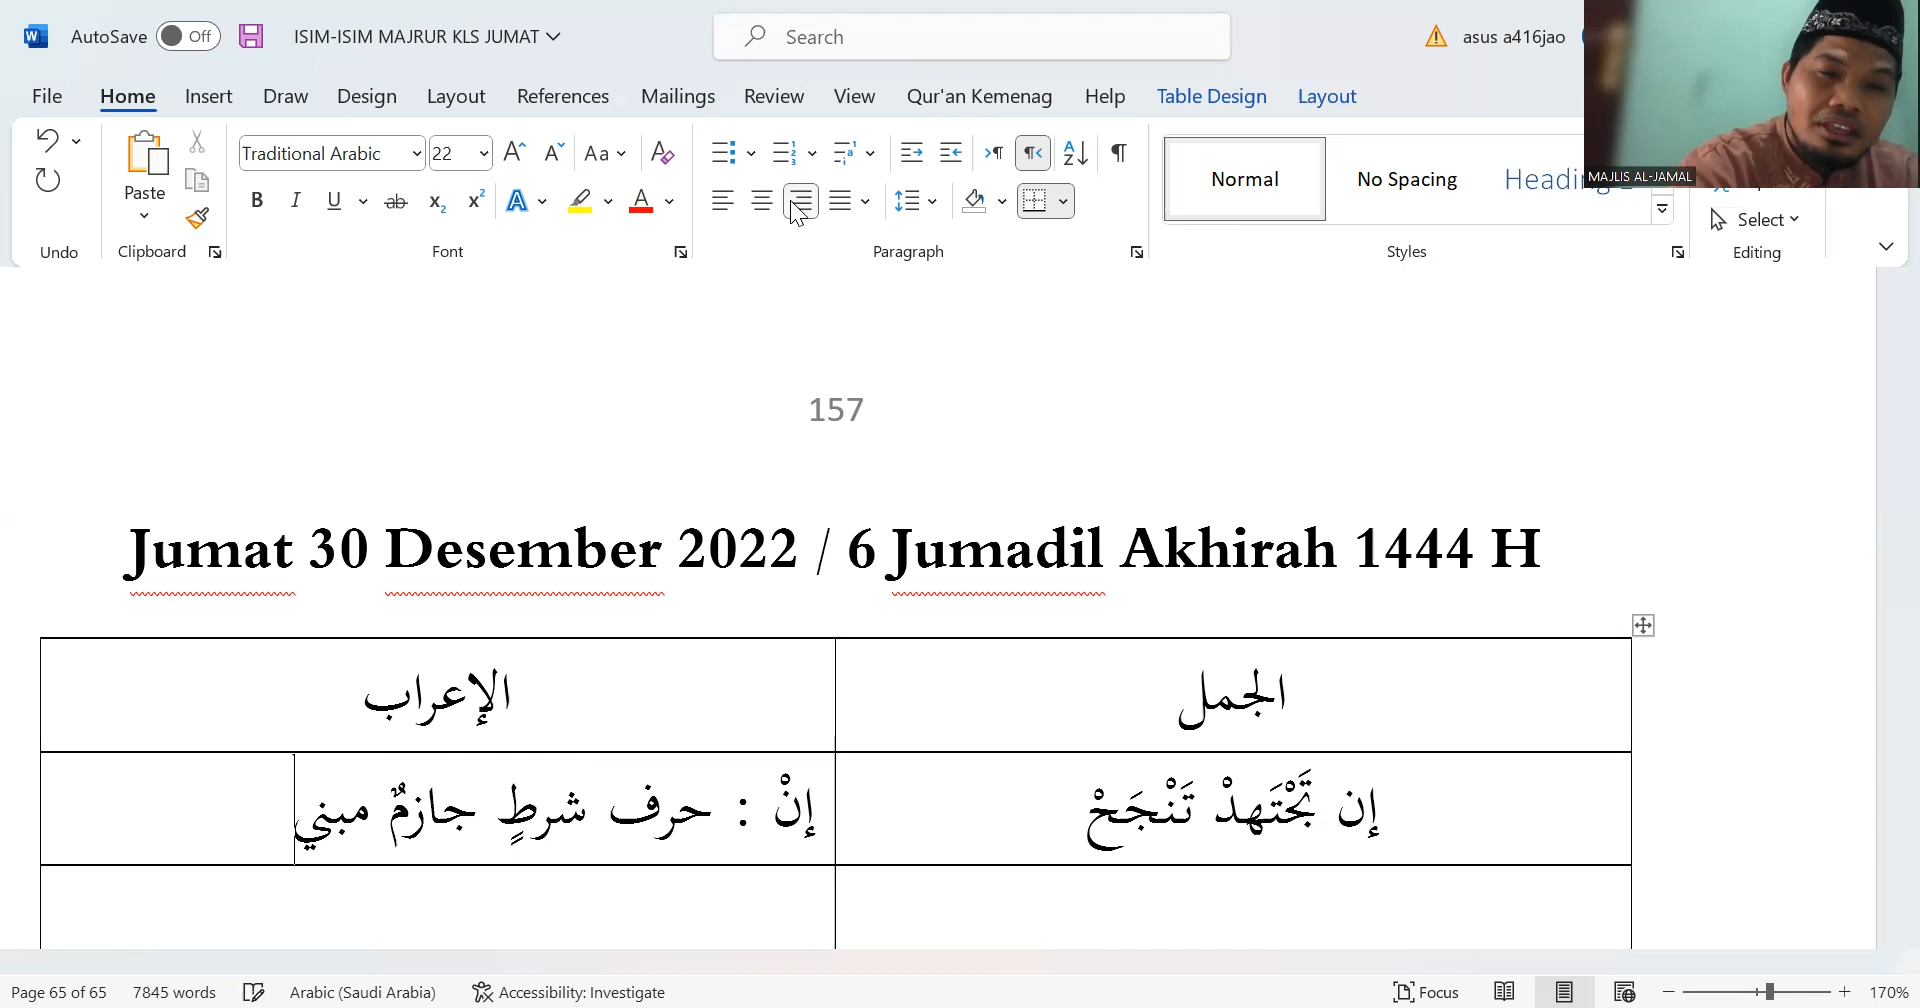 AutoSave Off ISIM-ISIM MAJRUR KLS JUMAT Search asus a416jao
File Home Insert Draw Design Layout References Mailings Review View Qur'an Kemenag Help Table Design Layout
Traditional Arabic 22 Aa
Paste
Normal No Spacing Heading
MAJLIS AL-JAMAL
Select
Undo Clipboard Font Paragraph Styles Editing
157
Jumat 30 Desember 2022 / 6 Jumadil Akhirah 1444 H
الجمل الإعراب
إن تَجْتَهِدْ تَنْجَحْ إنْ : حرف شرطٍ جازمٌ مبني
Page 65 of 65 7845 words Arabic (Saudi Arabia) Accessibility: Investigate Focus 170%